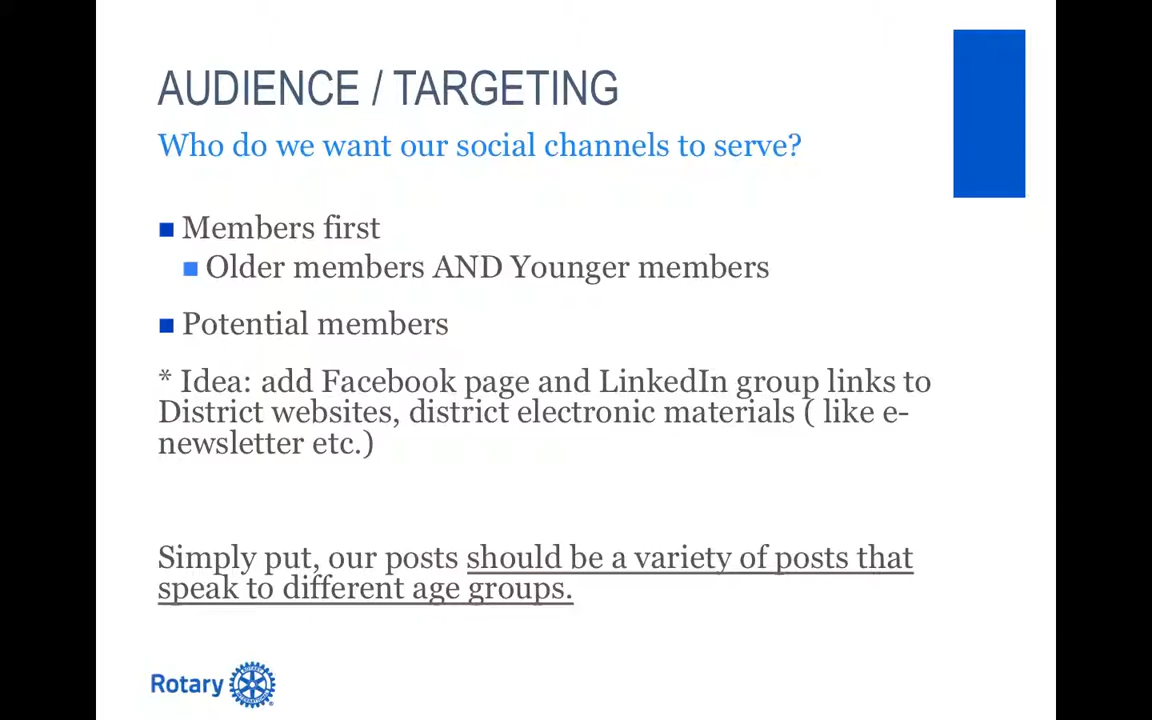 AUDIENCE / TARGETING
Who do we want our social channels to serve?
Members first
Older members AND Younger members
Potential members
* Idea: add Facebook page and LinkedIn group links to
District websites, district electronic materials ( like e-
newsletter etc.)
Simply put, our posts should be a variety of posts that
speak to different age groups.
Rotary